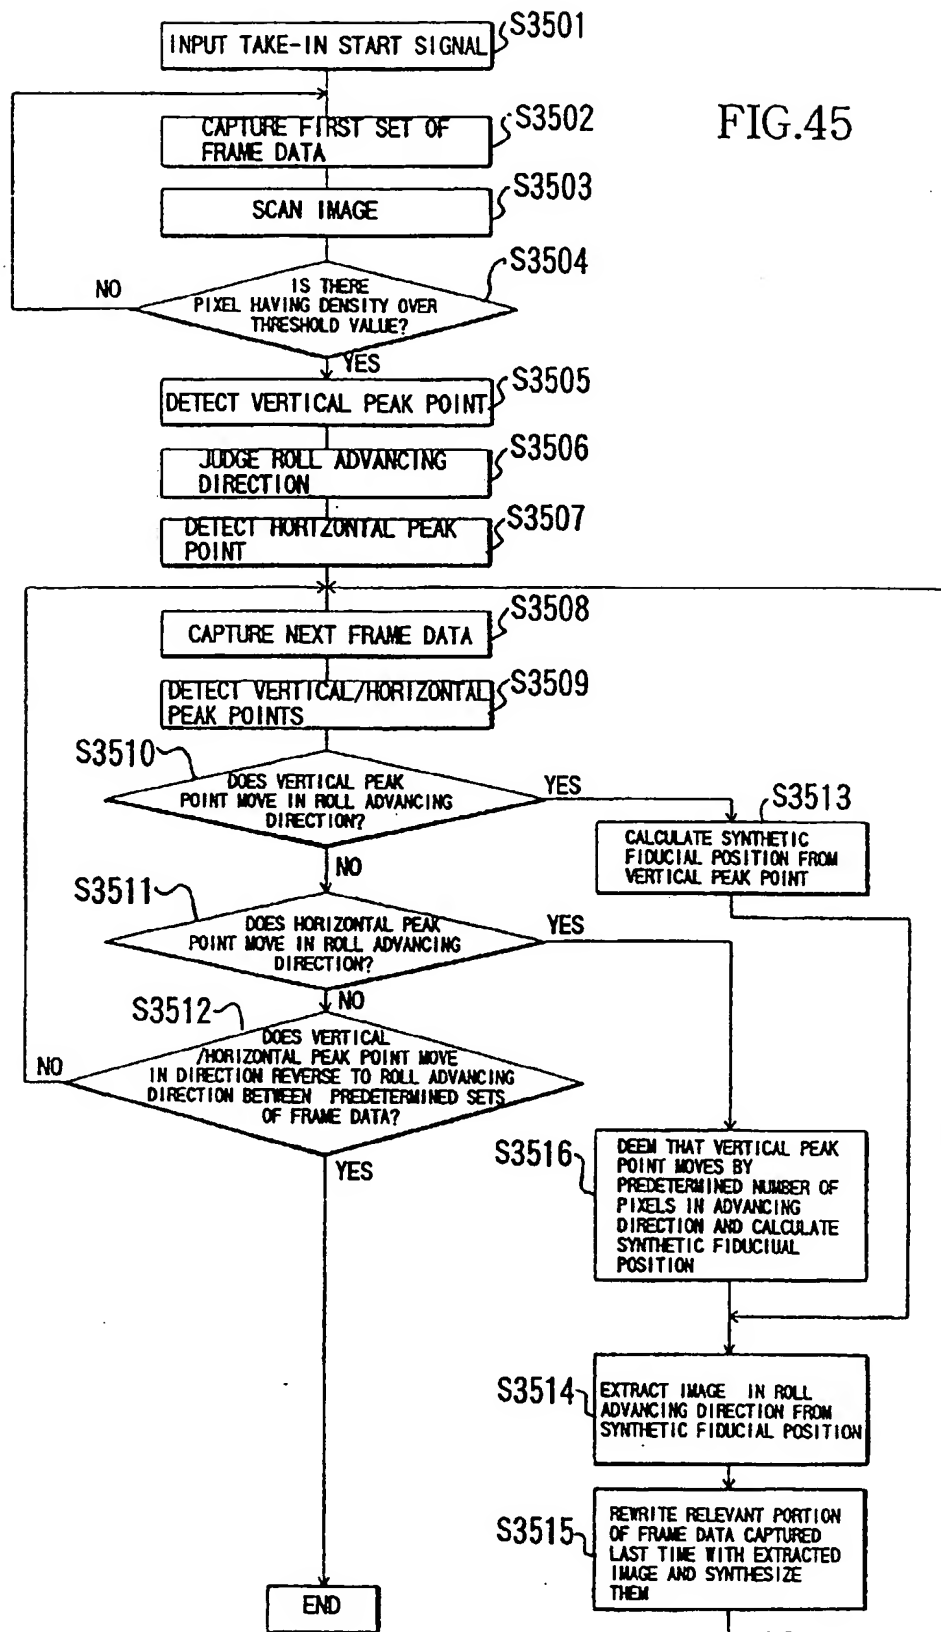 FIG.45
S3501
INPUT TAKE-IN START SIGNAL
S3502
CAPTURE FIRST SET OF
FRAME DATA
S3503
SCAN IMAGE
S3504
IS THERE
PIXEL HAVING DENSITY OVER
THRESHOLD VALUE?
NO
YES
S3505
DETECT VERTICAL PEAK POINT
S3506
JUDGE ROLL ADVANCING
DIRECTION
S3507
DETECT HORIZONTAL PEAK
POINT
S3508
CAPTURE NEXT FRAME DATA
S3509
DETECT VERTICAL/HORIZONTAL
PEAK POINTS
S3510
DOES VERTICAL PEAK
POINT MOVE IN ROLL ADVANCING
DIRECTION?
YES
NO
S3513
CALCULATE SYNTHETIC
FIDUCIAL POSITION FROM
VERTICAL PEAK POINT
S3511
DOES HORIZONTAL PEAK
POINT MOVE IN ROLL ADVANCING
DIRECTION?
YES
NO
S3512
DOES VERTICAL
/HORIZONTAL PEAK POINT MOVE
IN DIRECTION REVERSE TO ROLL ADVANCING
DIRECTION BETWEEN PREDETERMINED SETS
OF FRAME DATA?
NO
YES
S3516
DEEM THAT VERTICAL PEAK
POINT MOVES BY
PREDETERMINED NUMBER OF
PIXELS IN ADVANCING
DIRECTION AND CALCULATE
SYNTHETIC FIDUCIUAL
POSITION
S3514
EXTRACT IMAGE IN ROLL
ADVANCING DIRECTION FROM
SYNTHETIC FIDUCIAL POSITION
S3515
REWRITE RELEVANT PORTION
OF FRAME DATA CAPTURED
LAST TIME WITH EXTRACTED
IMAGE AND SYNTHESIZE
THEM
END